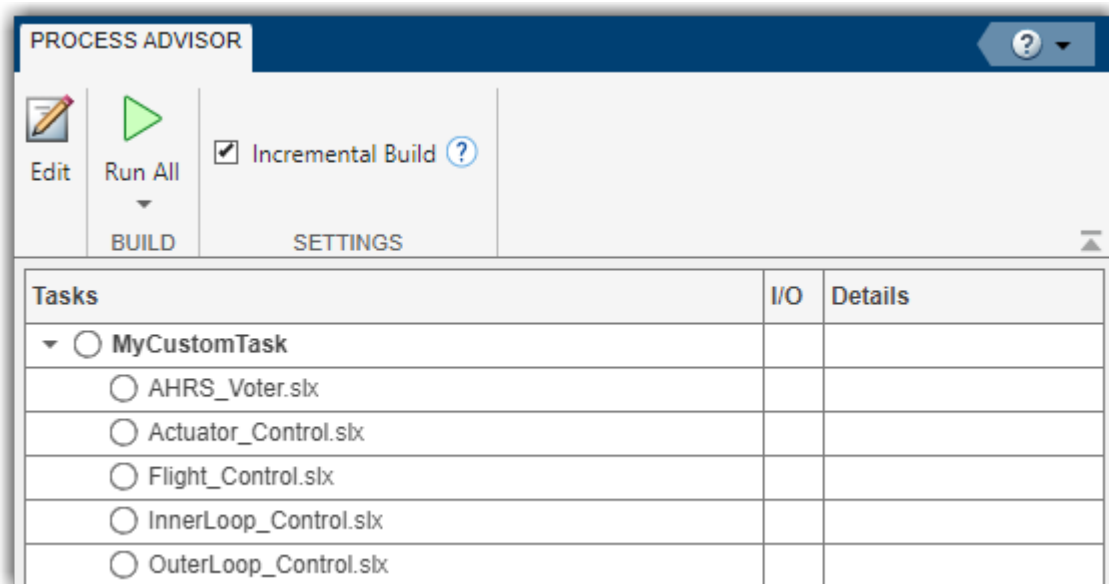 PROCESS ADVISOR
?
Edit
Run All
Incremental Build ?
BUILD
SETTINGS
Tasks I/O Details
MyCustomTask
AHRS_Voter.slx
Actuator_Control.slx
Flight_Control.slx
InnerLoop_Control.slx
OuterLoop_Control.slx